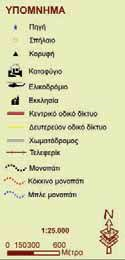 ΥΠΟΜΝΗΜΑ
Πηγή
Σπήλαιο
Κορυφή
Καταφύγιο
Ελικοδρόμιο
Εκκλησία
Κεντρικό οδικό δίκτυο
Δευτερεύον οδικό δίκτυο
Χωματόδρομος
Τελεφερίκ
Μονοπάτι
Κόκκινο μονοπάτι
Μπλε μονοπάτι
N
1:25.000
0 150300 600
Μέτρο